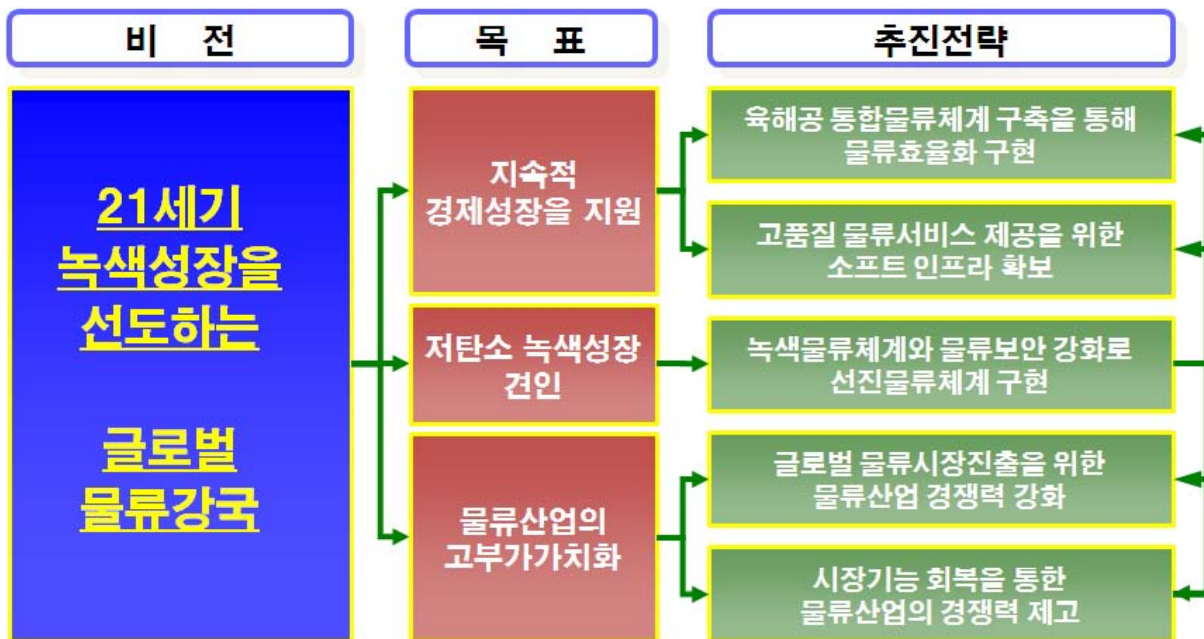 비 전
목 표
추진전략
21세기
녹색성장을
선도하는
글로벌
물류강국
지속적
경제성장을 지원
저탄소 녹색성장
견인
물류산업의
고부가가치화
육해공 통합물류체계 구축을 통해
물류효율화 구현
고품질 물류서비스 제공을 위한
소프트 인프라 확보
녹색물류체계와 물류보안 강화로
선진물류체계 구현
글로벌 물류시장진출을 위한
물류산업 경쟁력 강화
시장기능 회복을 통한
물류산업의 경쟁력 제고